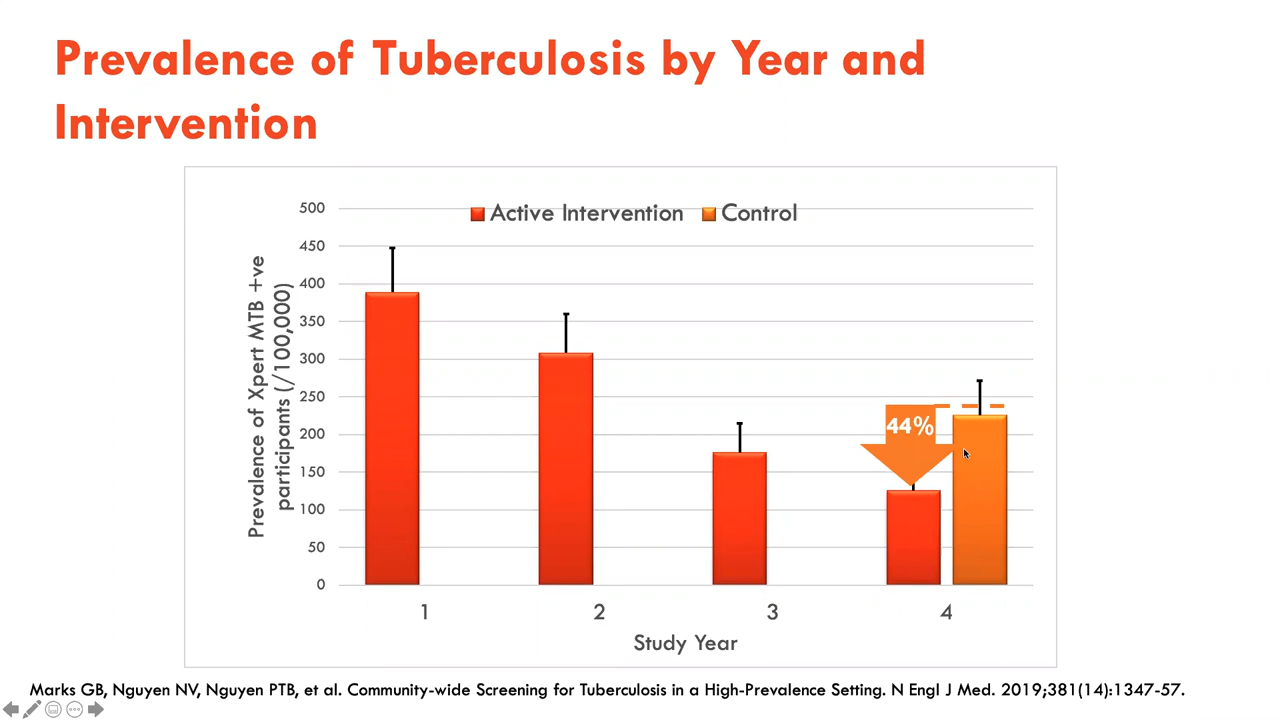 Prevalence of Tuberculosis by Year and
Intervention
Active Intervention
Control
Prevalence of Xpert MTB +ve
participants (/100,000)
500
450
400
350
300
250
200
150
100
50
0
44%
1
2
3
4
Study Year
Marks GB, Nguyen NV, Nguyen PTB, et al. Community-wide Screening for Tuberculosis in a High-Prevalence Setting. N Engl J Med. 2019;381(14):1347-57.